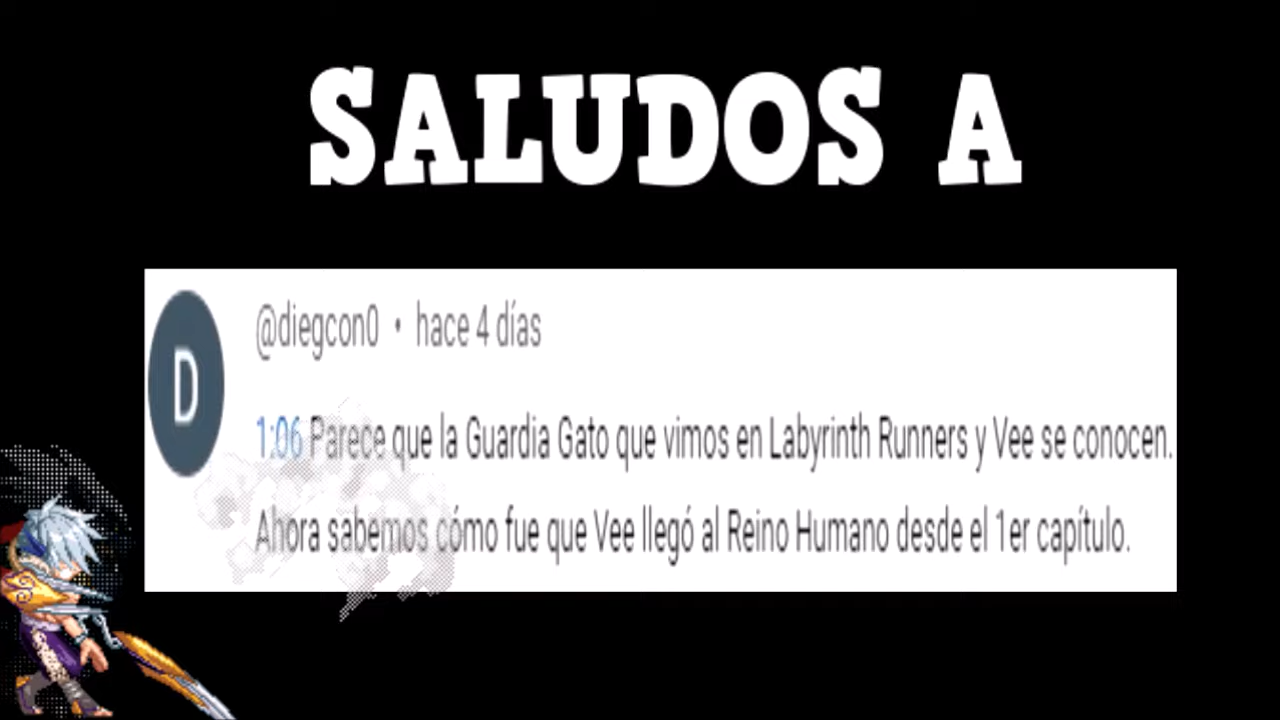 SALUDOS A
D
@diegcon0 • hace 4 días
1:06 Parece que la Guardia Gato que vimos en Labyrinth Runners y Vee se conocen.
Ahora sabemos cómo fue que Vee llegó al Reino Humano desde el 1er capítulo.